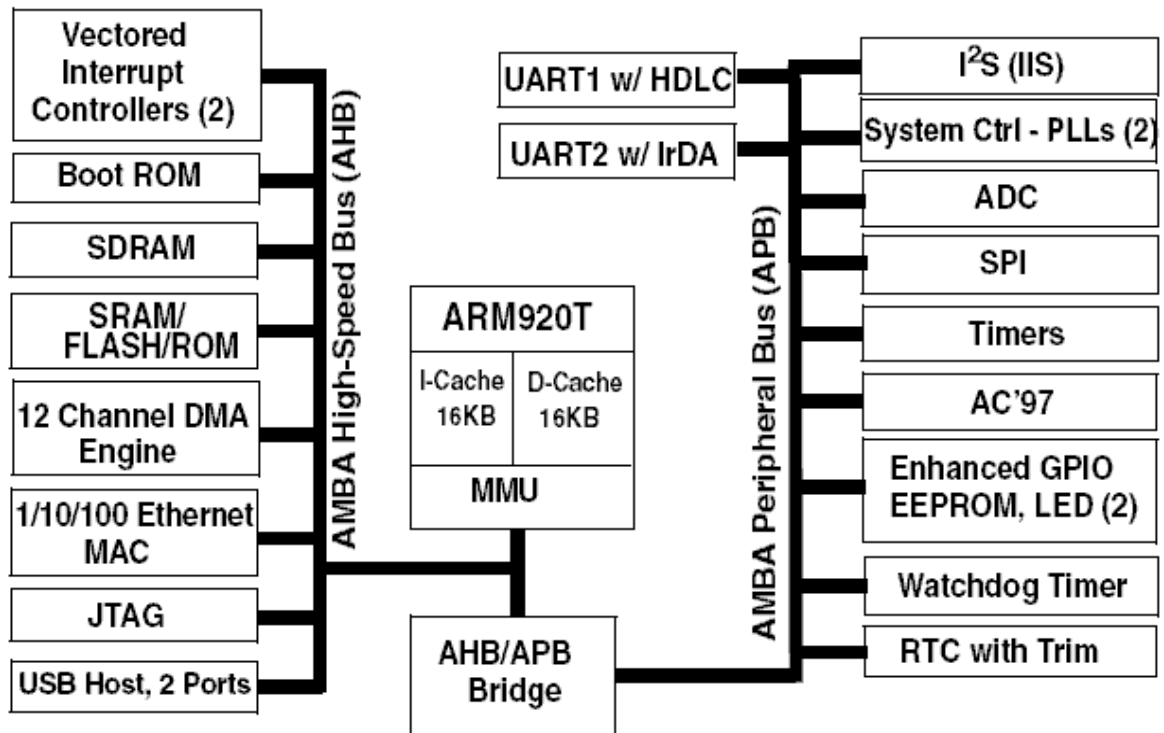 Vectored
Interrupt
Controllers (2)
Boot ROM
SDRAM
SRAM/
FLASH/ROM
12 Channel DMA
Engine
1/10/100 Ethernet
MAC
JTAG
USB Host, 2 Ports
AMBA High-Speed Bus (AHB)
ARM920T
I-Cache
16KB
D-Cache
16KB
MMU
AHB/APB
Bridge
UART1 w/ HDLC
UART2 w/ IrDA
AMBA Peripheral Bus (APB)
I²S (IIS)
System Ctrl - PLLs (2)
ADC
SPI
Timers
AC'97
Enhanced GPIO
EEPROM, LED (2)
Watchdog Timer
RTC with Trim